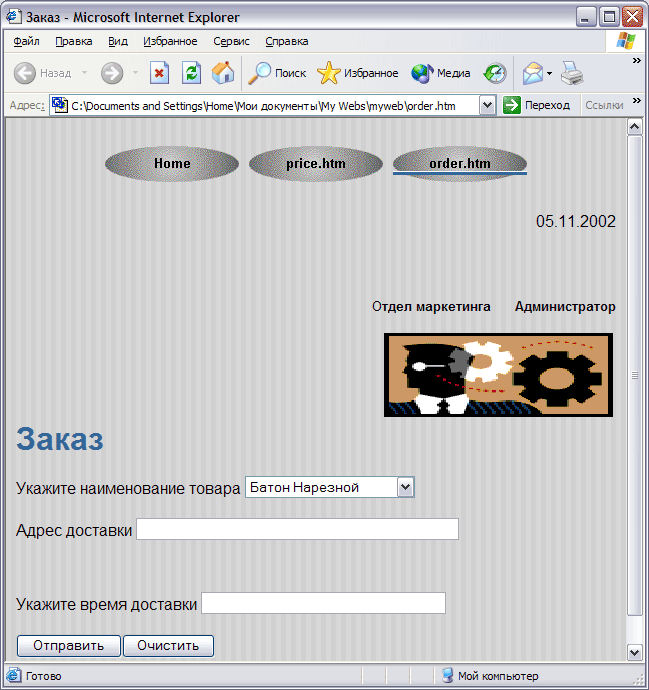 Заказ - Microsoft Internet Explorer
Файл Правка Вид Избранное Сервис Справка
Назад Поиск Избранное Медиа »
Адрес: C:\Documents and Settings\Home\Мои документы\My Webs\myweb\order.htm Переход Ссылки »
Home price.htm order.htm
05.11.2002
Отдел маркетинга Администратор
Заказ
Укажите наименование товара Батон Нарезной
Адрес доставки
Укажите время доставки
Отправить Очистить
Готово Мой компьютер